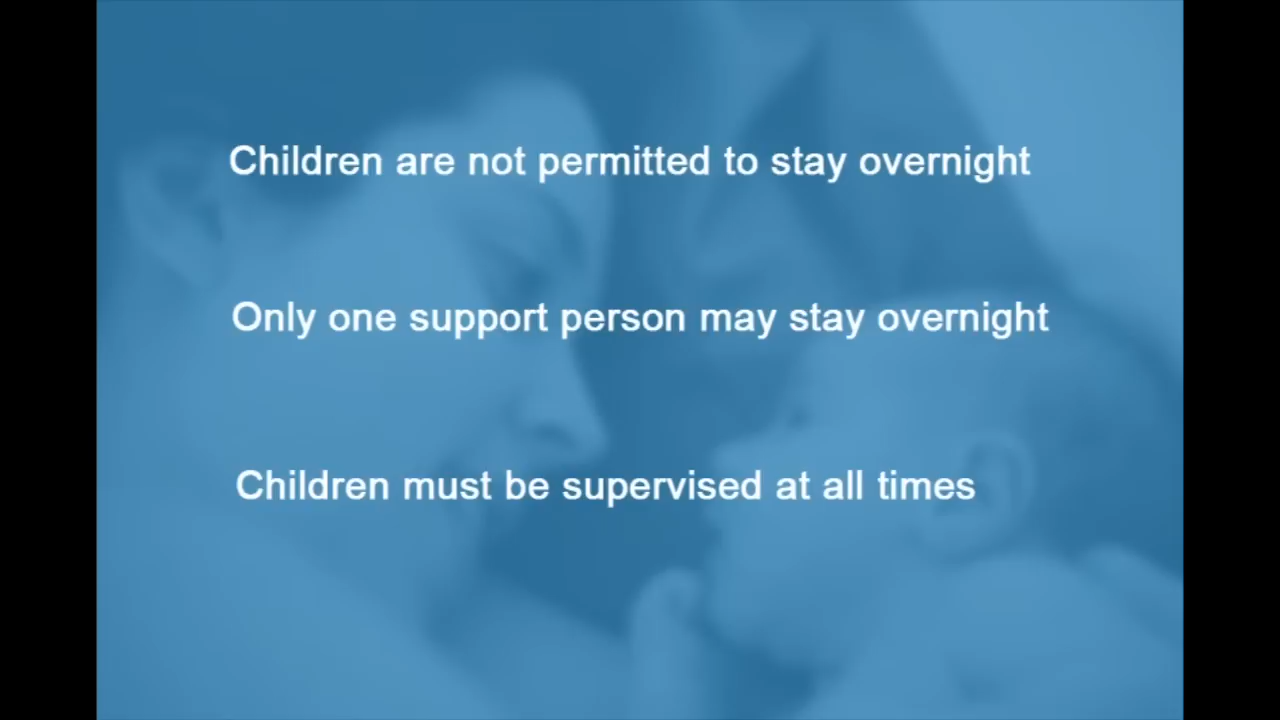 Children are not permitted to stay overnight
Only one support person may stay overnight
Children must be supervised at all times